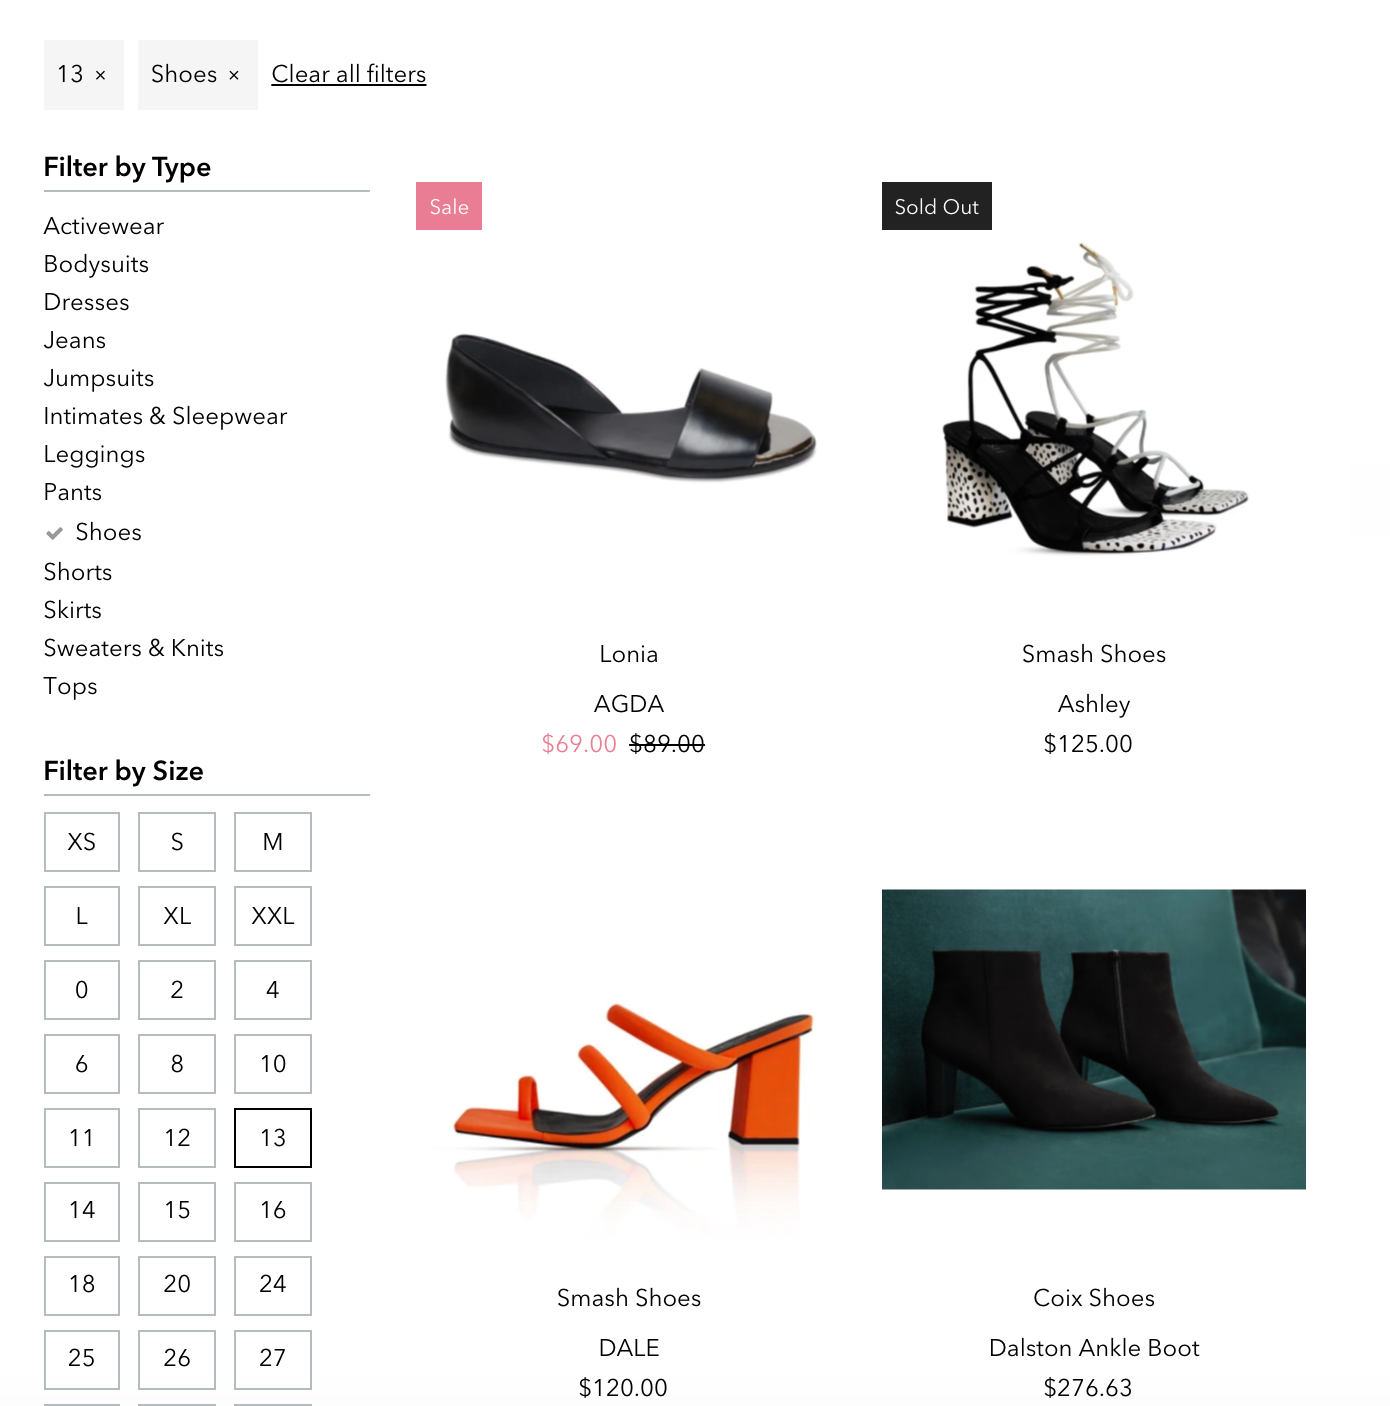 13 ×
Shoes ×
Clear all filters
Filter by Type
Activewear
Bodysuits
Dresses
Jeans
Jumpsuits
Intimates & Sleepwear
Leggings
Pants
Shoes
Shorts
Skirts
Sweaters & Knits
Tops
Filter by Size
XS S M
L XL XXL
0 2 4
6 8 10
11 12 13
14 15 16
18 20 24
25 26 27
Sale
Lonia
AGDA
$69.00 $89.00
Sold Out
Smash Shoes
Ashley
$125.00
Smash Shoes
DALE
$120.00
Coix Shoes
Dalston Ankle Boot
$276.63